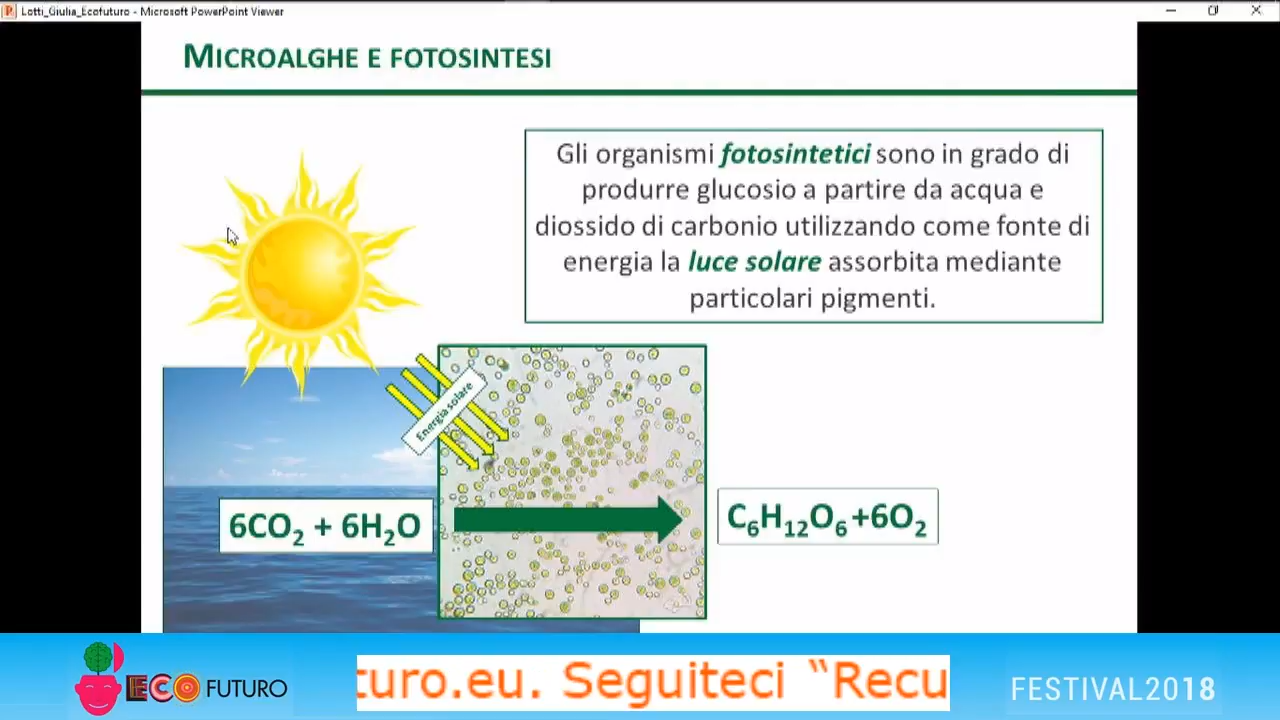 Lotti_Giulia_Ecofuturo - Microsoft PowerPoint Viewer
MICROALGHE E FOTOSINTESI
Gli organismi fotosintetici sono in grado di
produrre glucosio a partire da acqua e
diossido di carbonio utilizzando come fonte di
energia la luce solare assorbita mediante
particolari pigmenti.
Energia solare
6CO₂ + 6H₂O
C₆H₁₂O₆ +6O₂
ECO FUTURO
turo.eu. Seguiteci “Recu
FESTIVAL2018